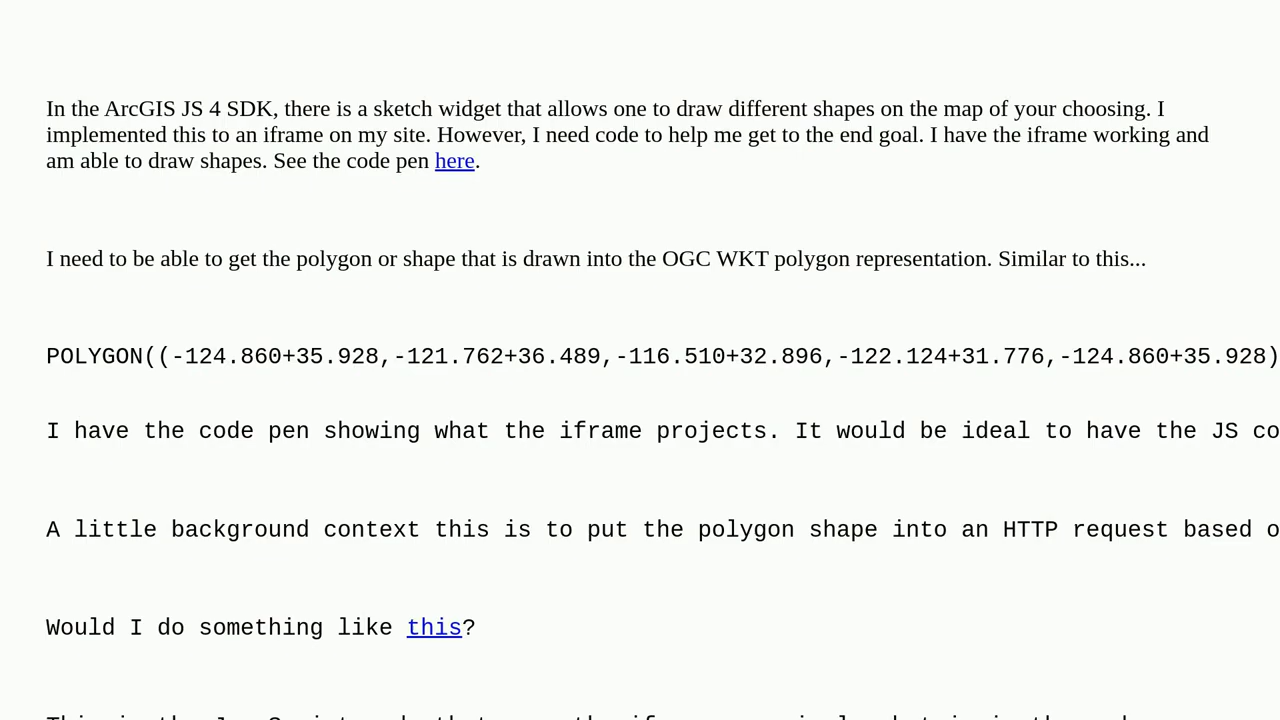 In the ArcGIS JS 4 SDK, there is a sketch widget that allows one to draw different shapes on the map of your choosing. I
implemented this to an iframe on my site. However, I need code to help me get to the end goal. I have the iframe working and
am able to draw shapes. See the code pen here.
I need to be able to get the polygon or shape that is drawn into the OGC WKT polygon representation. Similar to this...
POLYGON((-124.860+35.928,-121.762+36.489,-116.510+32.896,-122.124+31.776,-124.860+35.928)
I have the code pen showing what the iframe projects. It would be ideal to have the JS co
A little background context this is to put the polygon shape into an HTTP request based o
Would I do something like this?